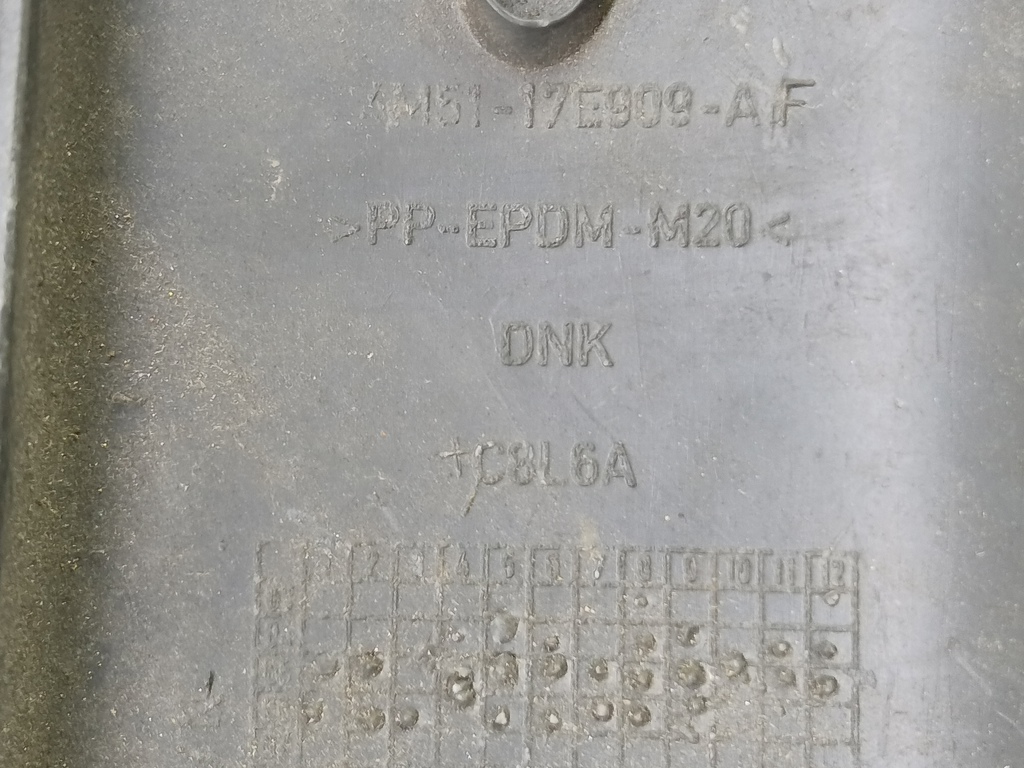 AM51-17E909-AF
>PP-EPDM-M20<
DNK
+C8L6A
1 2 3 4 5 6 7 8 9 10 11 12